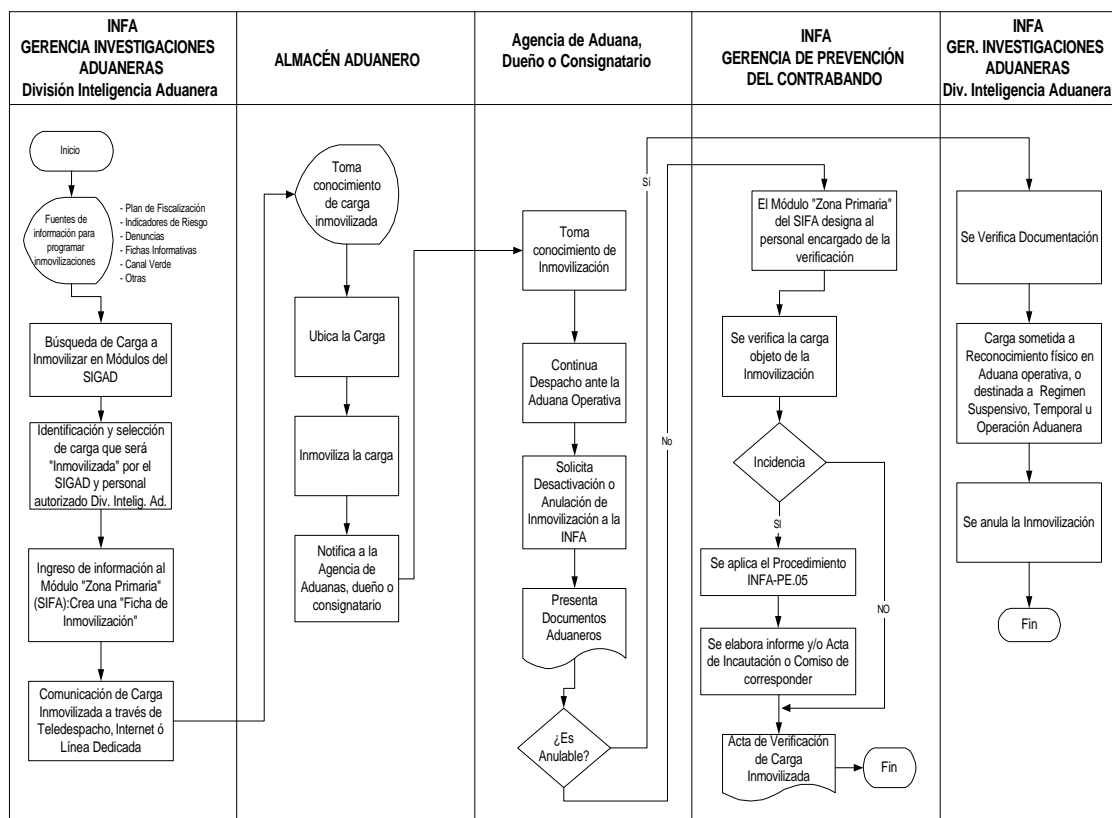 INFA
GERENCIA INVESTIGACIONES
ADUANERAS
División Inteligencia Aduanera
ALMACÉN ADUANERO
Agencia de Aduana,
Dueño o Consignatario
INFA
GERENCIA DE PREVENCIÓN
DEL CONTRABANDO
INFA
GER. INVESTIGACIONES
ADUANERAS
Div. Inteligencia Aduanera
Inicio
Fuentes de
información para
programar
inmovilizaciones
- Plan de Fiscalización
- Indicadores de Riesgo
- Denuncias
- Fichas Informativas
- Canal Verde
- Otras
Búsqueda de Carga a
Inmovilizar en Módulos del
SIGAD
Identificación y selección
de carga que será
"Inmovilizada" por el
SIGAD y personal
autorizado Div. Intelig. Ad.
Ingreso de información al
Módulo "Zona Primaria"
(SIFA):Crea una "Ficha de
Inmovilización"
Comunicación de Carga
Inmovilizada a través de
Teledespacho, Internet ó
Línea Dedicada
Toma
conocimiento
de carga
inmovilizada
Ubica la Carga
Inmoviliza la carga
Notifica a la
Agencia de
Aduanas, dueño o
consignatario
Toma
conocimiento de
Inmovilización
Continua
Despacho ante la
Aduana Operativa
Solicita
Desactivación o
Anulación de
Inmovilización a la
INFA
Presenta
Documentos
Aduaneros
¿Es
Anulable?
Sí
No
El Módulo "Zona Primaria"
del SIFA designa al
personal encargado de la
verificación
Se verifica la carga
objeto de la
Inmovilización
Incidencia
SI
NO
Se aplica el Procedimiento
INFA-PE.05
Se elabora informe y/o Acta
de Incautación o Comiso de
corresponder
Acta de Verificación
de Carga
Inmovilizada
Fin
Se Verifica Documentación
Carga sometida a
Reconocimiento físico en
Aduana operativa, o
destinada a Regimen
Suspensivo, Temporal u
Operación Aduanera
Se anula la Inmovilización
Fin